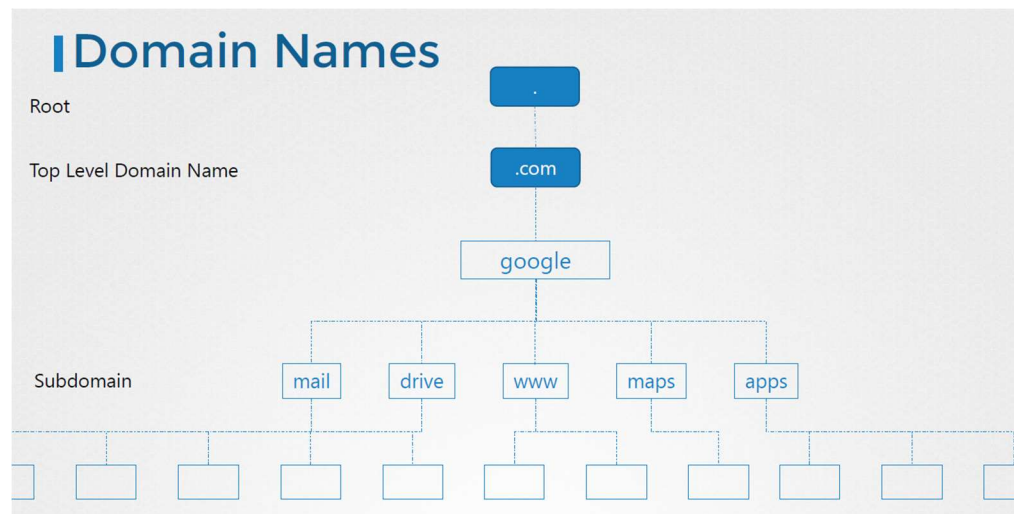 Domain Names
Root
.
Top Level Domain Name
.com
google
Subdomain
mail
drive
www
maps
apps